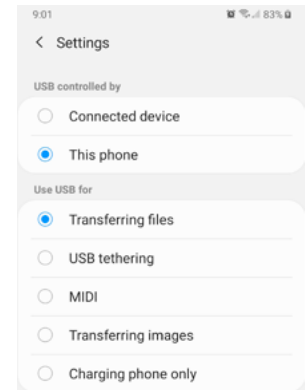 9:01 83%
Settings
USB controlled by
Connected device
This phone
Use USB for
Transferring files
USB tethering
MIDI
Transferring images
Charging phone only